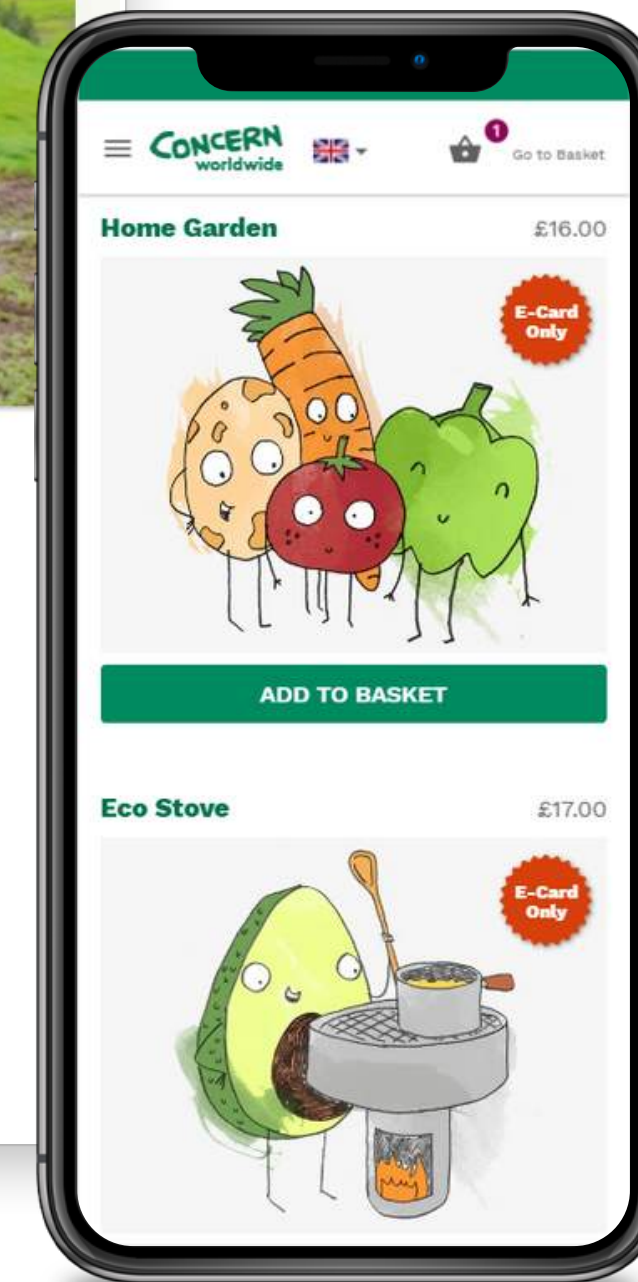 CONCERN
worldwide
1
Go to Basket
Home Garden
£16.00
E-Card
Only
ADD TO BASKET
Eco Stove
£17.00
E-Card
Only